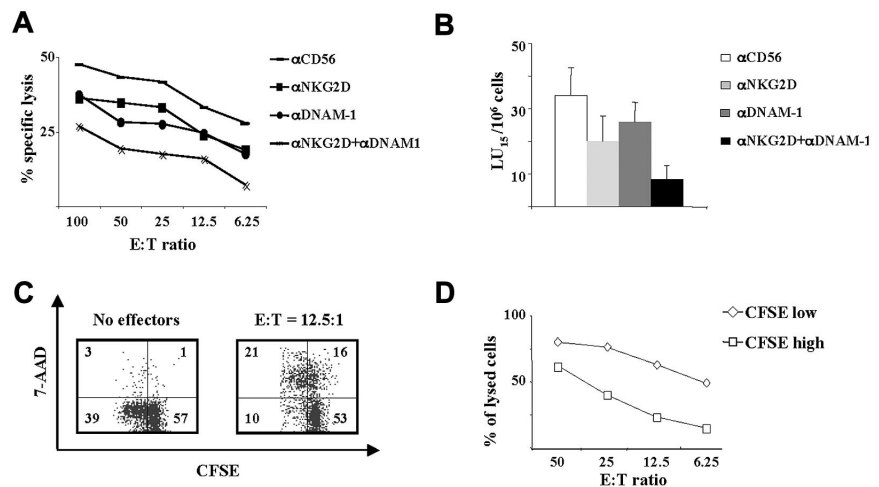 A
50
25
% specific lysis
100 50 25 12.5 6.25
E:T ratio
αCD56
αNKG2D
αDNAM-1
αNKG2D+αDNAM1
B
50
30
10
LU15 /10⁶ cells
αCD56
αNKG2D
αDNAM-1
αNKG2D+αDNAM-1
C
7-AAD
No effectors
3 1
39 57
E:T = 12.5:1
21 16
10 53
CFSE
D
100
50
% of lysed cells
50 25 12.5 6.25
E:T ratio
CFSE low
CFSE high